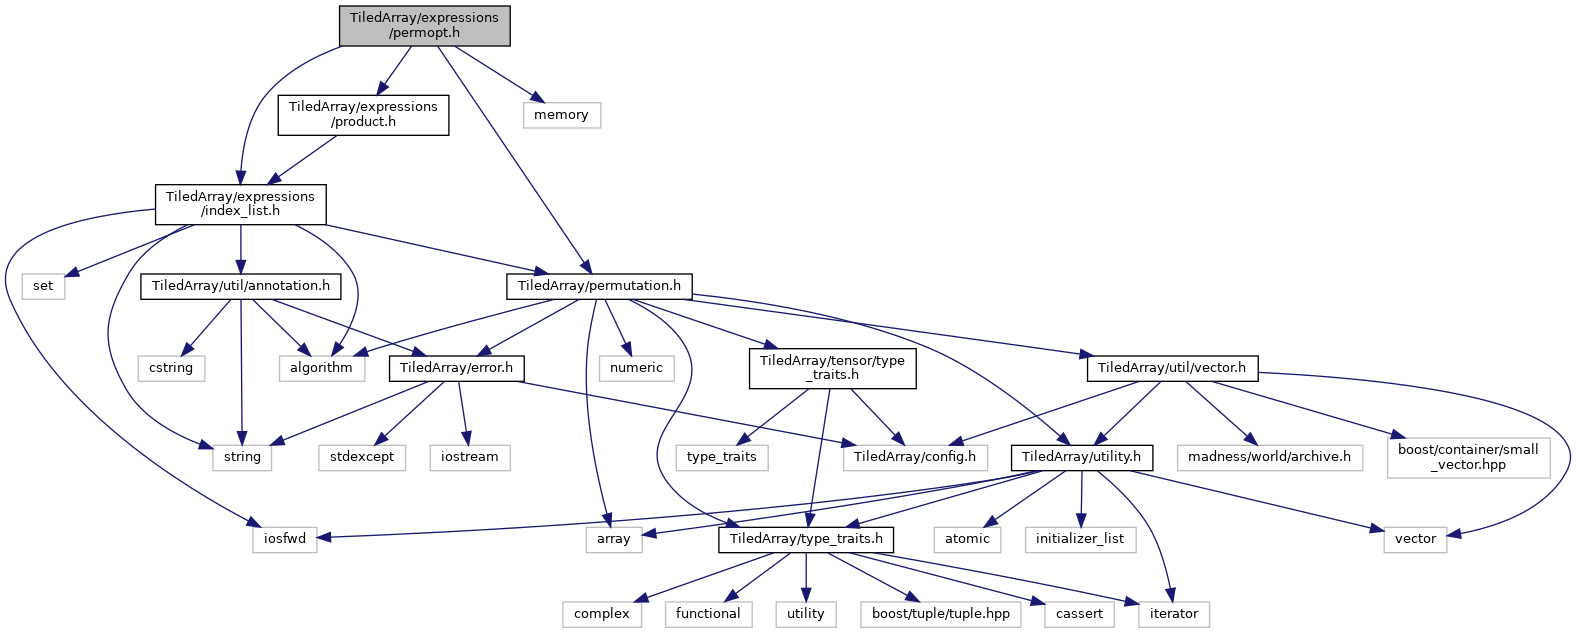 TiledArray/expressions
/permopt.h
TiledArray/expressions
/product.h
memory
TiledArray/expressions
/index_list.h
set
TiledArray/util/annotation.h
TiledArray/permutation.h
cstring
algorithm
TiledArray/error.h
numeric
TiledArray/tensor/type
_traits.h
TiledArray/util/vector.h
string
stdexcept
iostream
type_traits
TiledArray/config.h
TiledArray/utility.h
madness/world/archive.h
boost/container/small
_vector.hpp
iosfwd
array
TiledArray/type_traits.h
atomic
initializer_list
vector
complex
functional
utility
boost/tuple/tuple.hpp
cassert
iterator